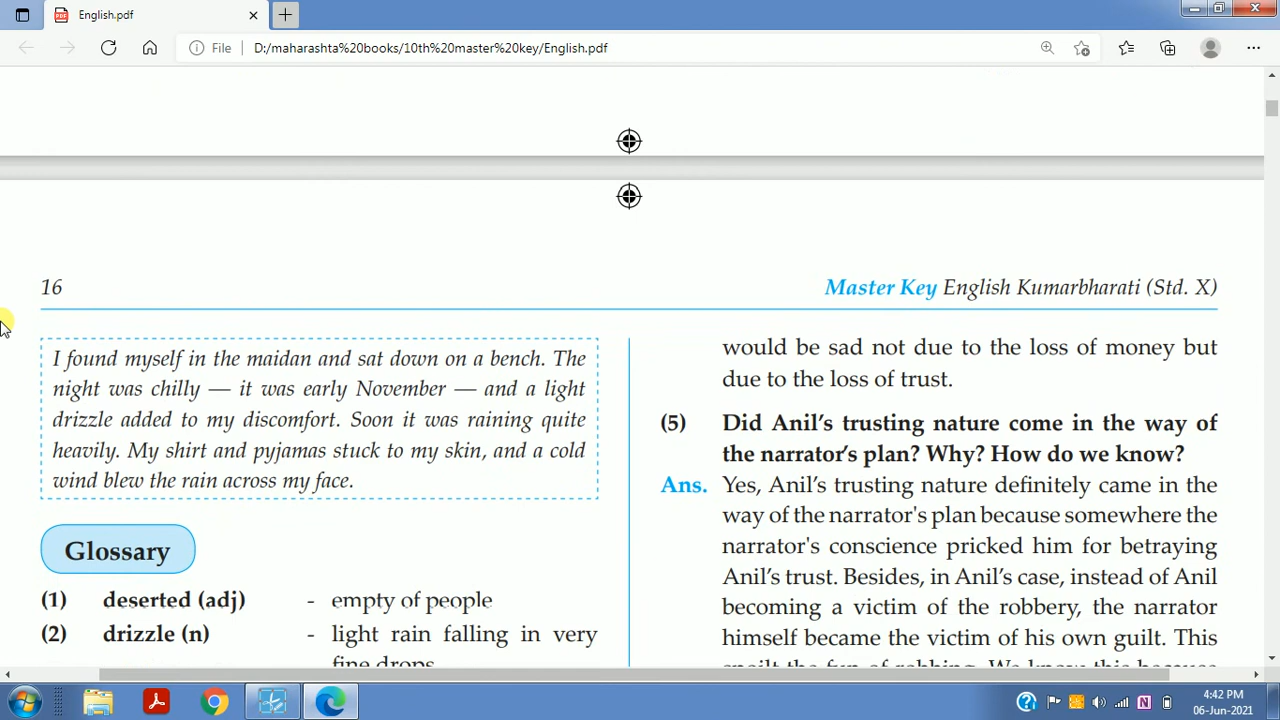 English.pdf
File
D:/maharashta%20books/10th%20master%20key/English.pdf
16
Master Key English Kumarbharati (Std. X)
I found myself in the maidan and sat down on a bench. The
night was chilly — it was early November — and a light
drizzle added to my discomfort. Soon it was raining quite
heavily. My shirt and pyjamas stuck to my skin, and a cold
wind blew the rain across my face.
Glossary
(1) deserted (adj) - empty of people
(2) drizzle (n) - light rain falling in very
fine drops
would be sad not due to the loss of money but
due to the loss of trust.
(5) Did Anil's trusting nature come in the way of
the narrator's plan? Why? How do we know?
Ans. Yes, Anil's trusting nature definitely came in the
way of the narrator's plan because somewhere the
narrator's conscience pricked him for betraying
Anil's trust. Besides, in Anil's case, instead of Anil
becoming a victim of the robbery, the narrator
himself became the victim of his own guilt. This
spoilt the fun of robbing. We know this because
4:42 PM
06-Jun-2021